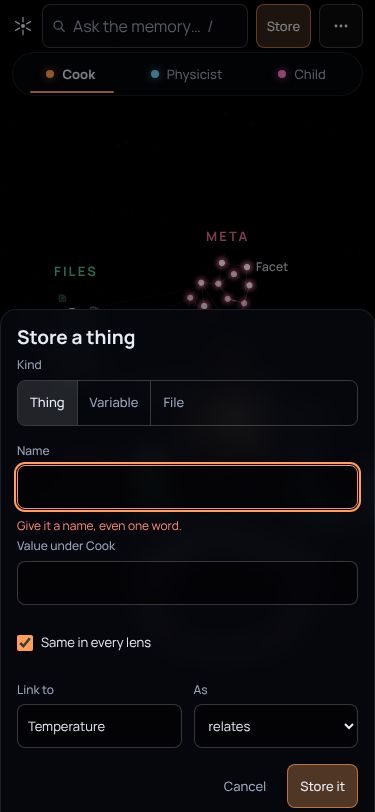 Ask the memory... /
Store
...
Cook
Physicist
Child
META
FILES
Facet
Store a thing
Kind
Thing
Variable
File
Name
Give it a name, even one word.
Value under Cook
Same in every lens
Link to
As
Temperature
relates
Cancel
Store it